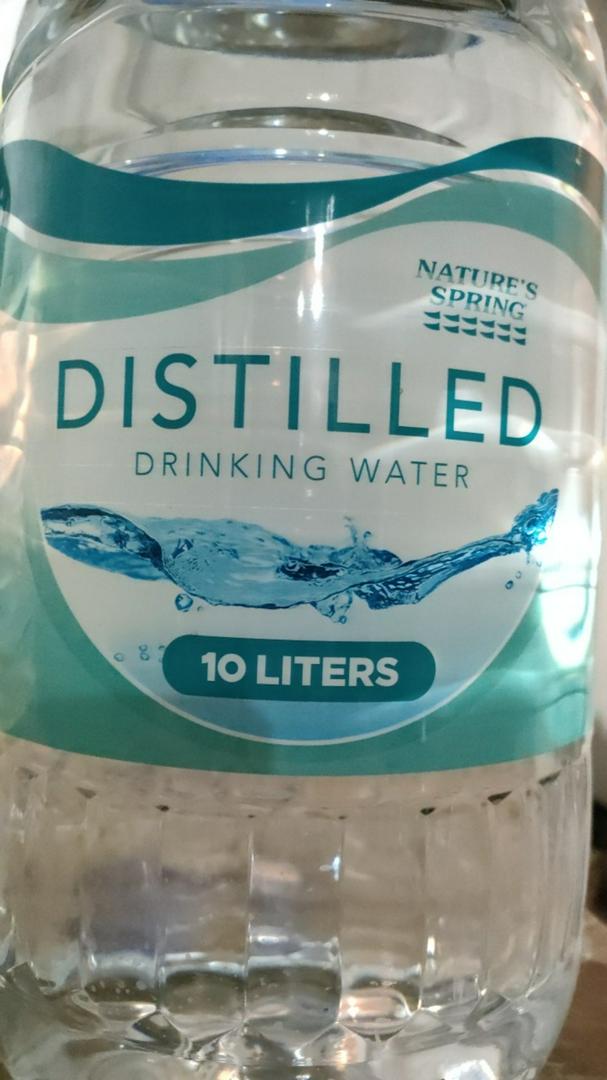 NATURE'S
SPRING
DISTILLED
DRINKING WATER
10 LITERS